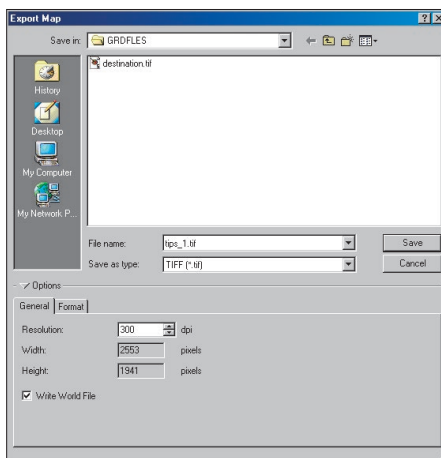 Export Map
Save in: GRDFLES
destination.tif
History
Desktop
My Computer
My Network P...
File name: tips_1.tif Save
Save as type: TIFF (*.tif) Cancel
Options
General Format
Resolution: 300 dpi
Width: 2553 pixels
Height: 1941 pixels
Write World File